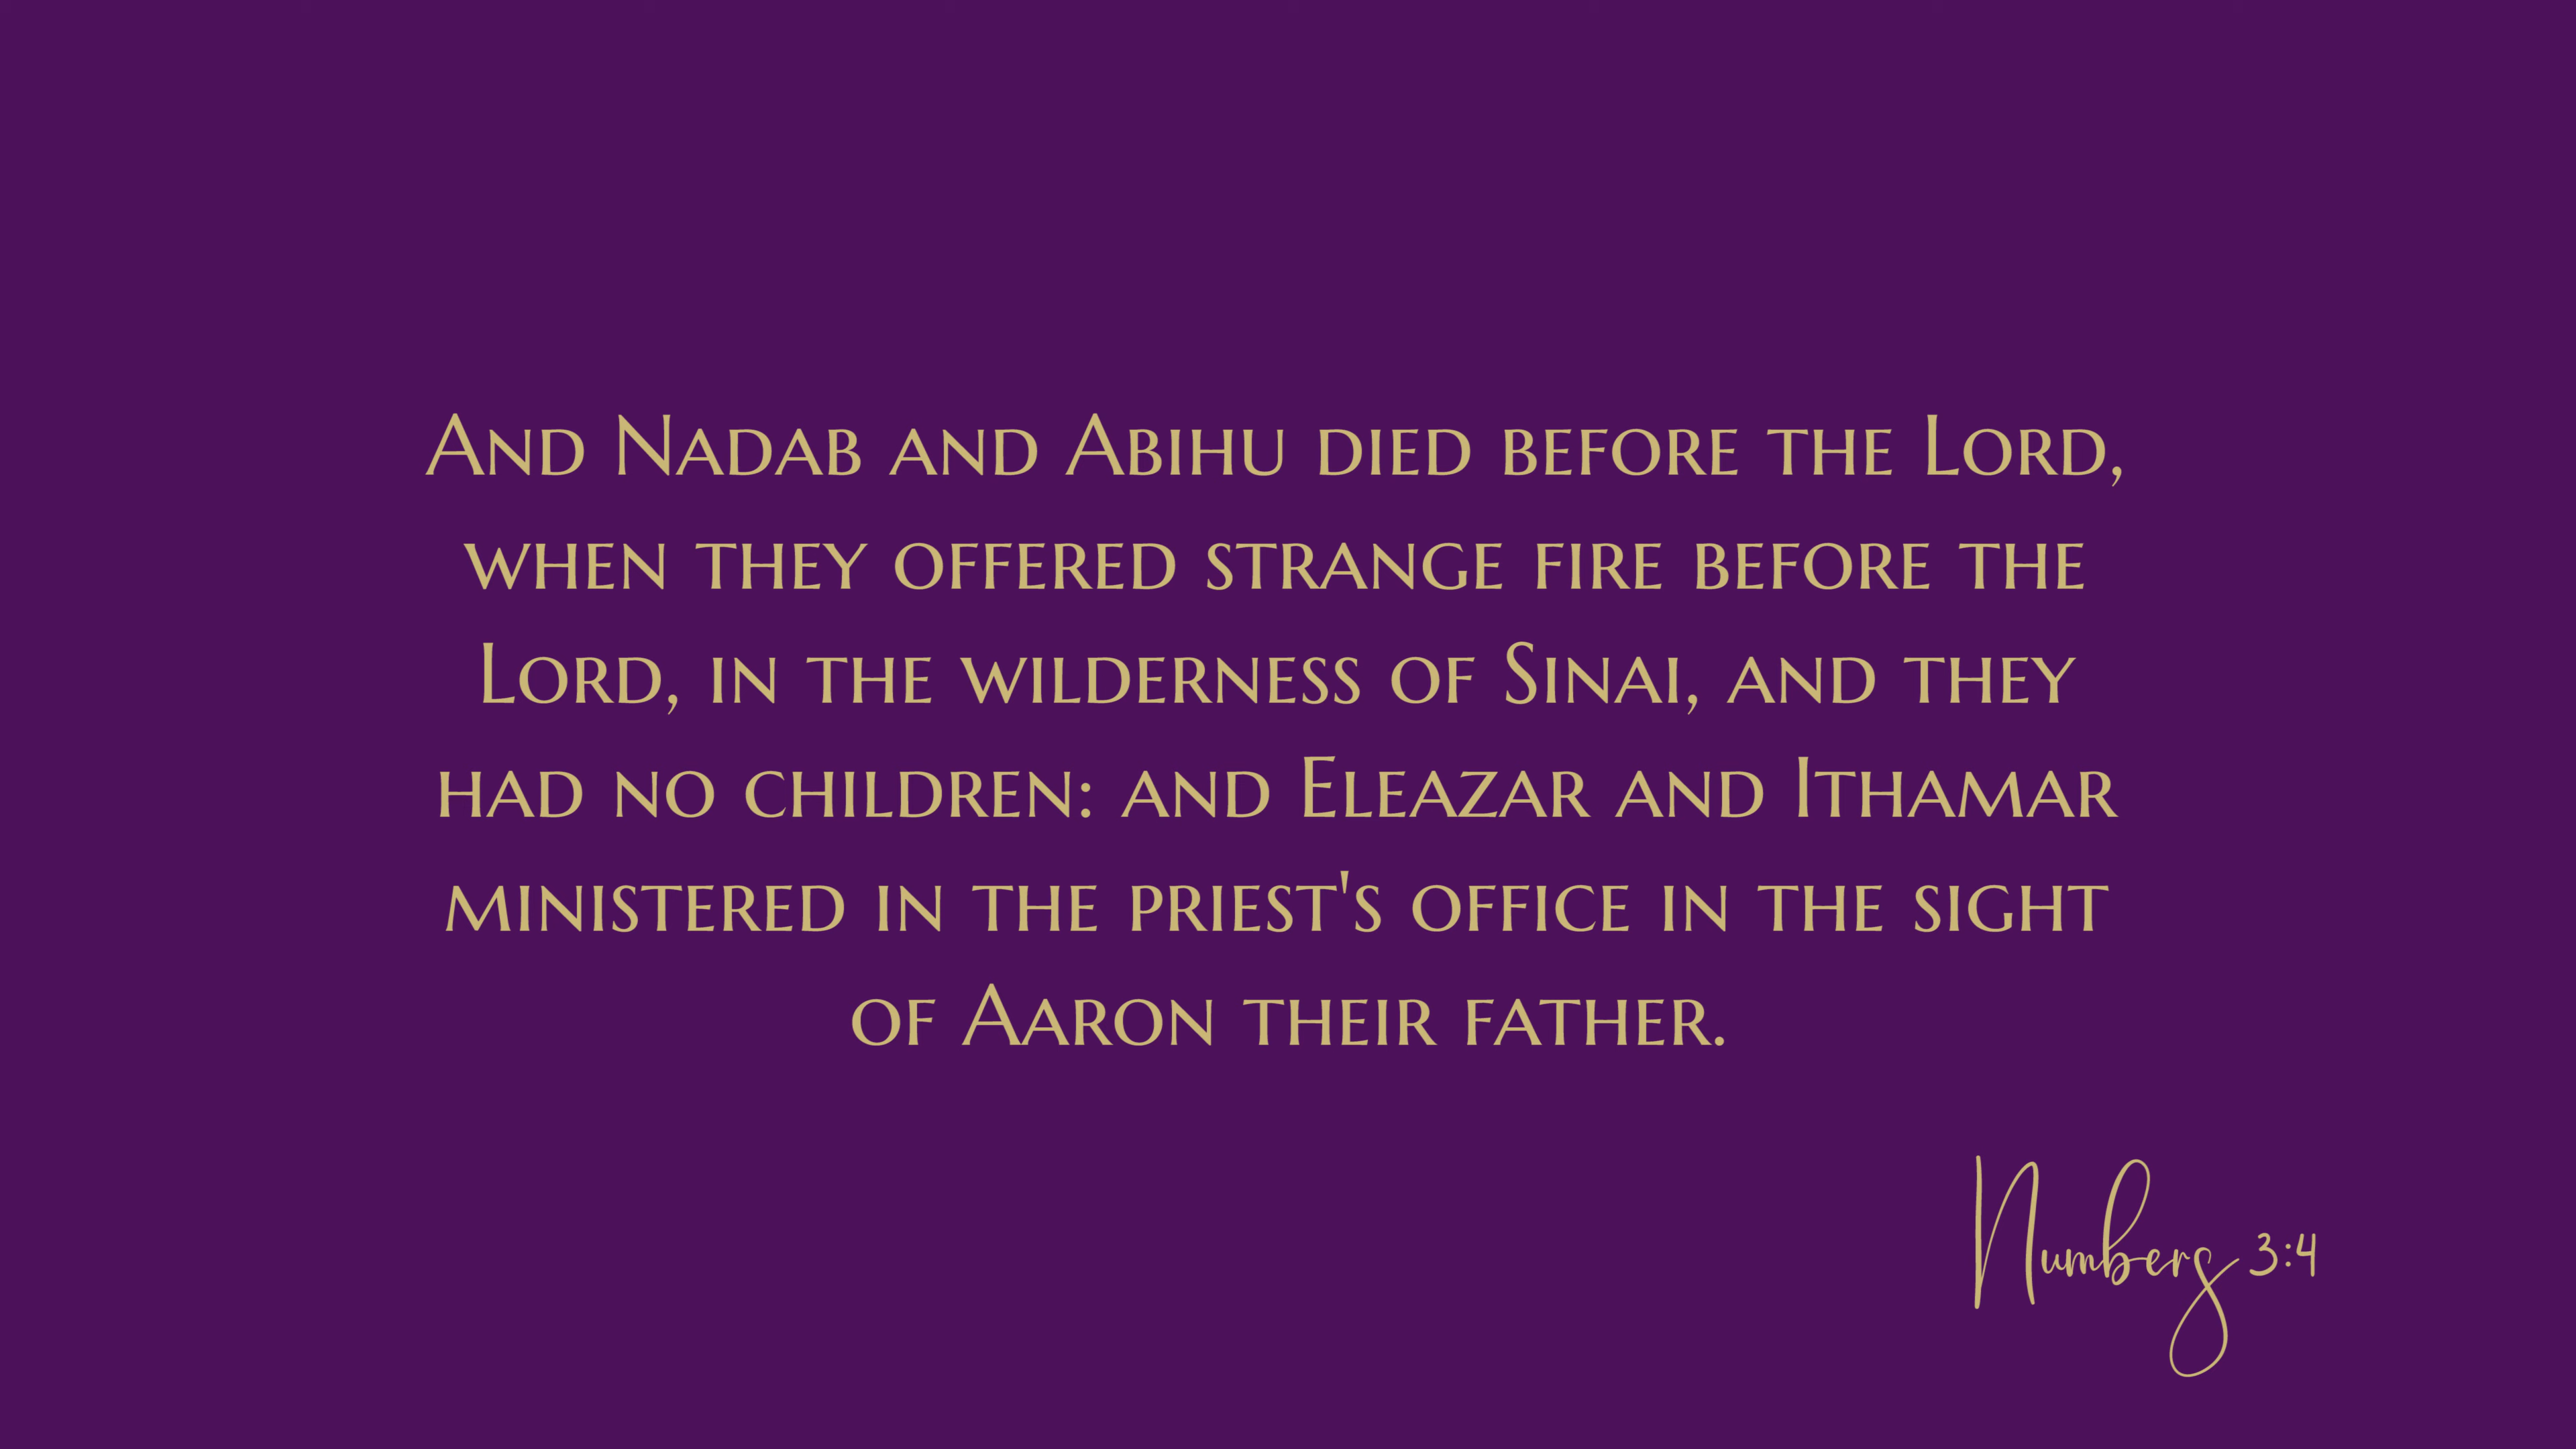 And Nadab and Abihu died before the Lord,
when they offered strange fire before the
Lord, in the wilderness of Sinai, and they
had no children: and Eleazar and Ithamar
ministered in the priest's office in the sight
of Aaron their father.
Numbers 3:4